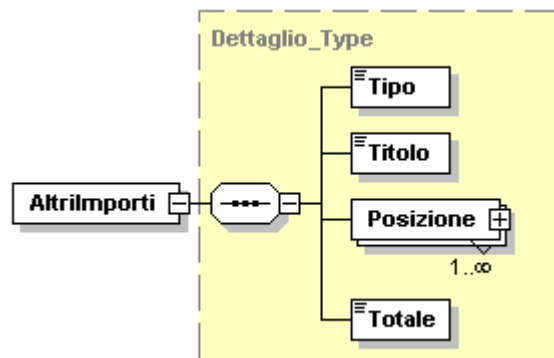 Dettaglio_Type
Tipo
Titolo
AltriImporti
Posizione
1..∞
Totale